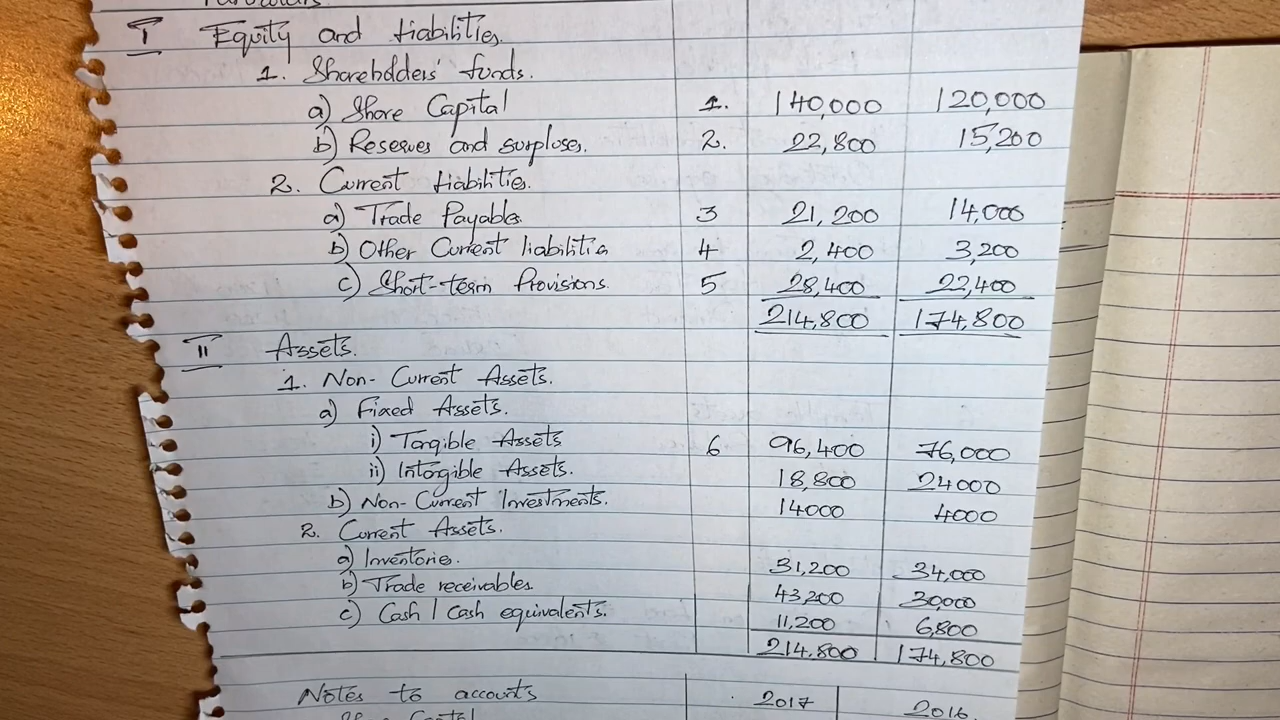 I Equity and Liabilities.
1. Shareholders' funds.
a) Share Capital 1. 140,000 120,000
b) Reserves and surpluses. 2. 22,800 15,200
2. Current Liabilities.
a) Trade Payables 3 21,200 14,000
b) Other Current liabilities 4 2,400 3,200
c) Short-term Provisions. 5 28,400 22,400
214,800 174,800
II Assets.
1. Non-Current Assets.
a) Fixed Assets.
i) Tangible Assets 6 96,400 76,000
ii) Intangible Assets. 18,800 24000
b) Non-Current Investments. 14000 4000
2. Current Assets.
a) Inventories. 31,200 34,000
b) Trade receivables. 43,200 30,000
c) Cash / Cash equivalents. 11,200 6,800
214,800 174,800
Notes to accounts 2017 2016